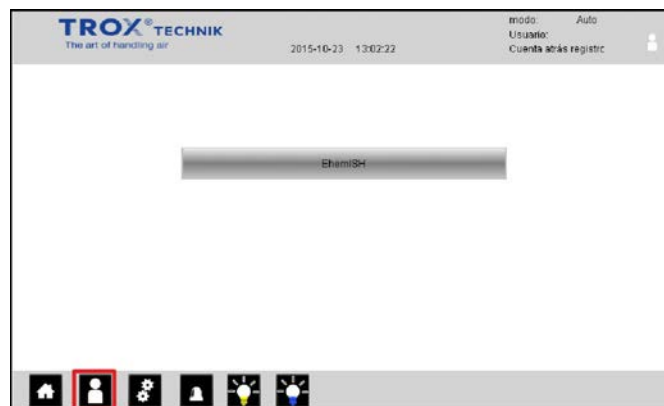 TROX® TECHNIK
The art of handling air
2015-10-23 13:02:22
modo: Auto
Usuario:
Cuenta atrás registrc
EhemISH